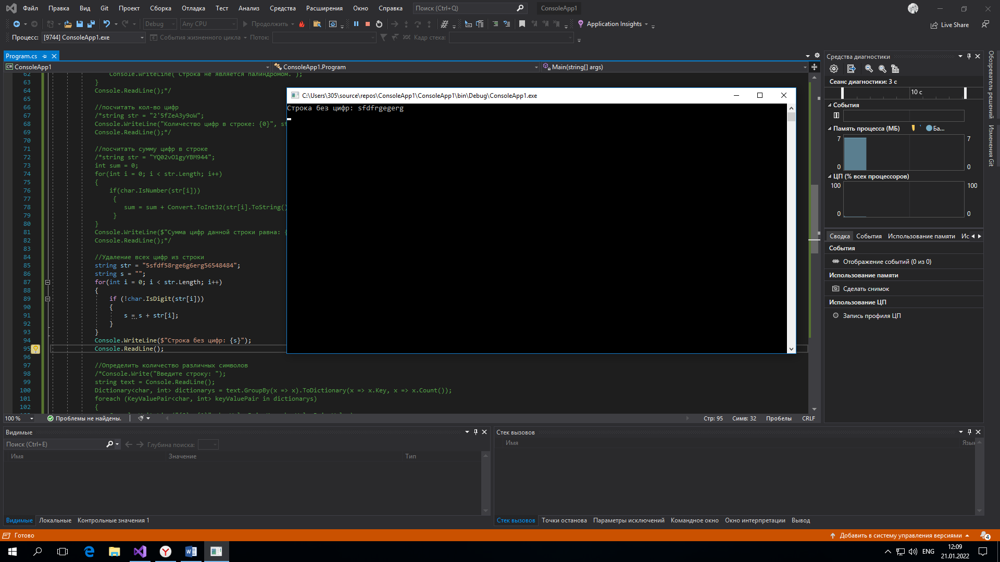 Файл Правка Вид Git Проект Сборка Отладка Тест Анализ Средства Расширения Окно Справка Поиск (Ctrl+Q) ConsoleApp1
Debug Any CPU Продолжить Application Insights Live Share
Процесс: [9744] ConsoleApp1.exe События жизненного цикла Поток: Кадр стека:
Program.cs
ConsoleApp1 ConsoleApp1.Program Main(string[] args)
62 Console.WriteLine("Строка не является палиндромом.");
63 }
64 Console.ReadLine();*/
65
66 //посчитать кол-во цифр
67 /*string str = "2'5fZeA3y9oW";
68 Console.WriteLine("Количество цифр в строке: {0}", st
69 Console.ReadLine();*/
70
71 //посчитать сумму цифр в строке
72 /*string str = "YQ02vO1gyYBM944";
73 int sum = 0;
74 for(int i = 0; i < str.Length; i++)
75 {
76 if(char.IsNumber(str[i]))
77 {
78 sum = sum + Convert.ToInt32(str[i].ToString()
79 }
80 }
81 Console.WriteLine($"Сумма цифр данной строки равна: {
82 Console.ReadLine();*/
83
84 //Удаление всех цифр из строки
85 string str = "5sfdf58rge6g6erg56548484";
86 string s = "";
87 for(int i = 0; i < str.Length; i++)
88 {
89 if (!char.IsDigit(str[i]))
90 {
91 s = s + str[i];
92 }
93 }
94 Console.WriteLine($"Строка без цифр: {s}");
95 Console.ReadLine();
96
97 //Определить количество различных символов
98 /*Console.Write("Введите строку: ");
99 string text = Console.ReadLine();
100 Dictionary<char, int> dictionarys = text.GroupBy(x => x).ToDictionary(x => x.Key, x => x.Count());
101 foreach (KeyValuePair<char, int> keyValuePair in dictionarys)
102 {
C:\Users\305\source\repos\ConsoleApp1\ConsoleApp1\bin\Debug\ConsoleApp1.exe
Строка без цифр: sfdfrgegerg
100 % Проблемы не найдены. Стр: 95 Симв: 32 Пробелы CRLF
Средства диагностики
Сеанс диагностики: 3 с
10 с
События
Память процесса (МБ) Ба...
7 7
0 0
ЦП (% всех процессоров)
100 100
0 0
Сводка События Использование памяти Ис
События
Отображение событий (0 из 0)
Использование памяти
Сделать снимок
Использование ЦП
Запись профиля ЦП
Обозреватель решений
Изменения Git
Видимые
Поиск (Ctrl+E) Глубина поиска:
Имя Значение Тип
Видимые Локальные Контрольные значения 1
Стек вызовов
Имя Язык
Стек вызовов Точки останова Параметры исключений Командное окно Окно интерпретации Вывод
Готово Добавить в систему управления версиями 4
ENG 12:09
21.01.2022